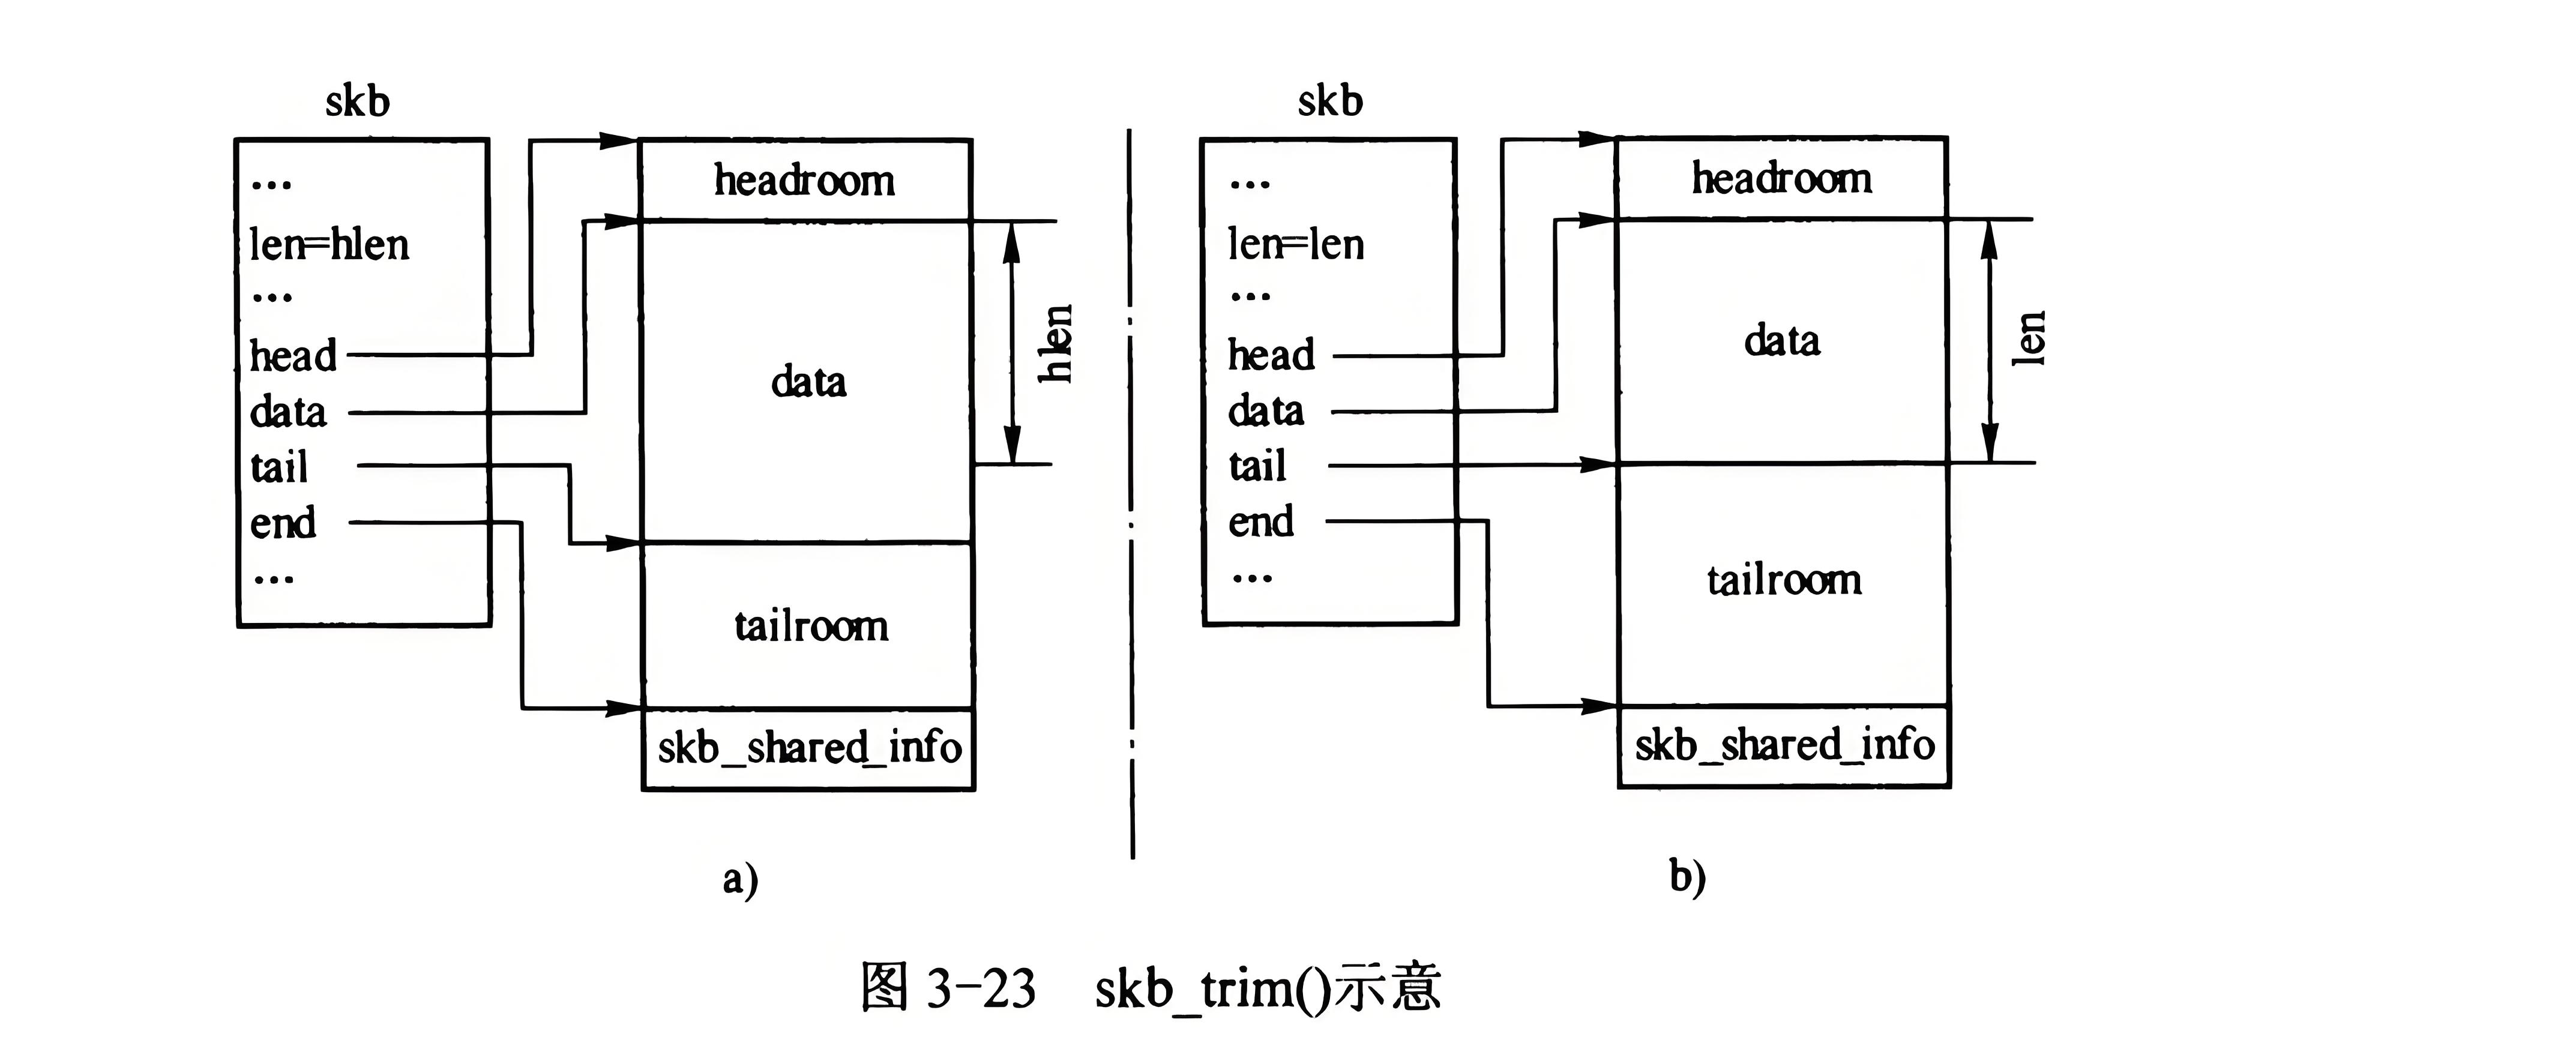 skb
...
len=hlen
...
head
data
tail
end
...
headroom
data
tailroom
skb_shared_info
hlen
a)
skb
...
len=len
...
head
data
tail
end
...
headroom
data
tailroom
skb_shared_info
len
b)
图 3-23 skb_trim()示意